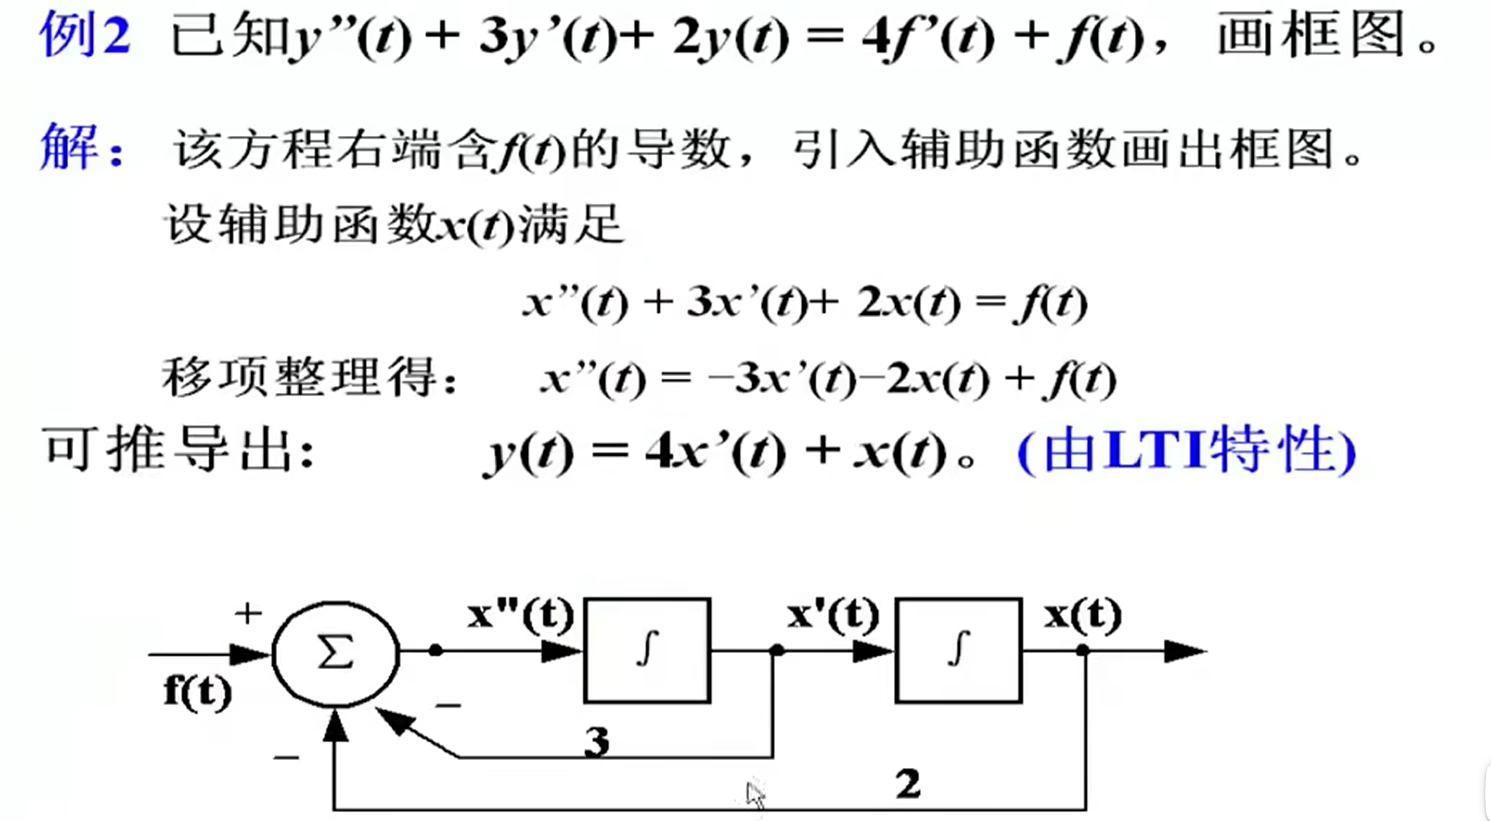 例2 已知y”(t) + 3y’(t)+ 2y(t) = 4f’(t) + f(t)，画框图。
解： 该方程右端含f(t)的导数，引入辅助函数画出框图。
设辅助函数x(t)满足
x”(t) + 3x’(t)+ 2x(t) = f(t)
移项整理得： x”(t) = −3x’(t)−2x(t) + f(t)
可推导出: y(t) = 4x’(t) + x(t)。(由LTI特性)
+ Σ x"(t) ∫ x'(t) ∫ x(t)
f(t) −
− 3
2